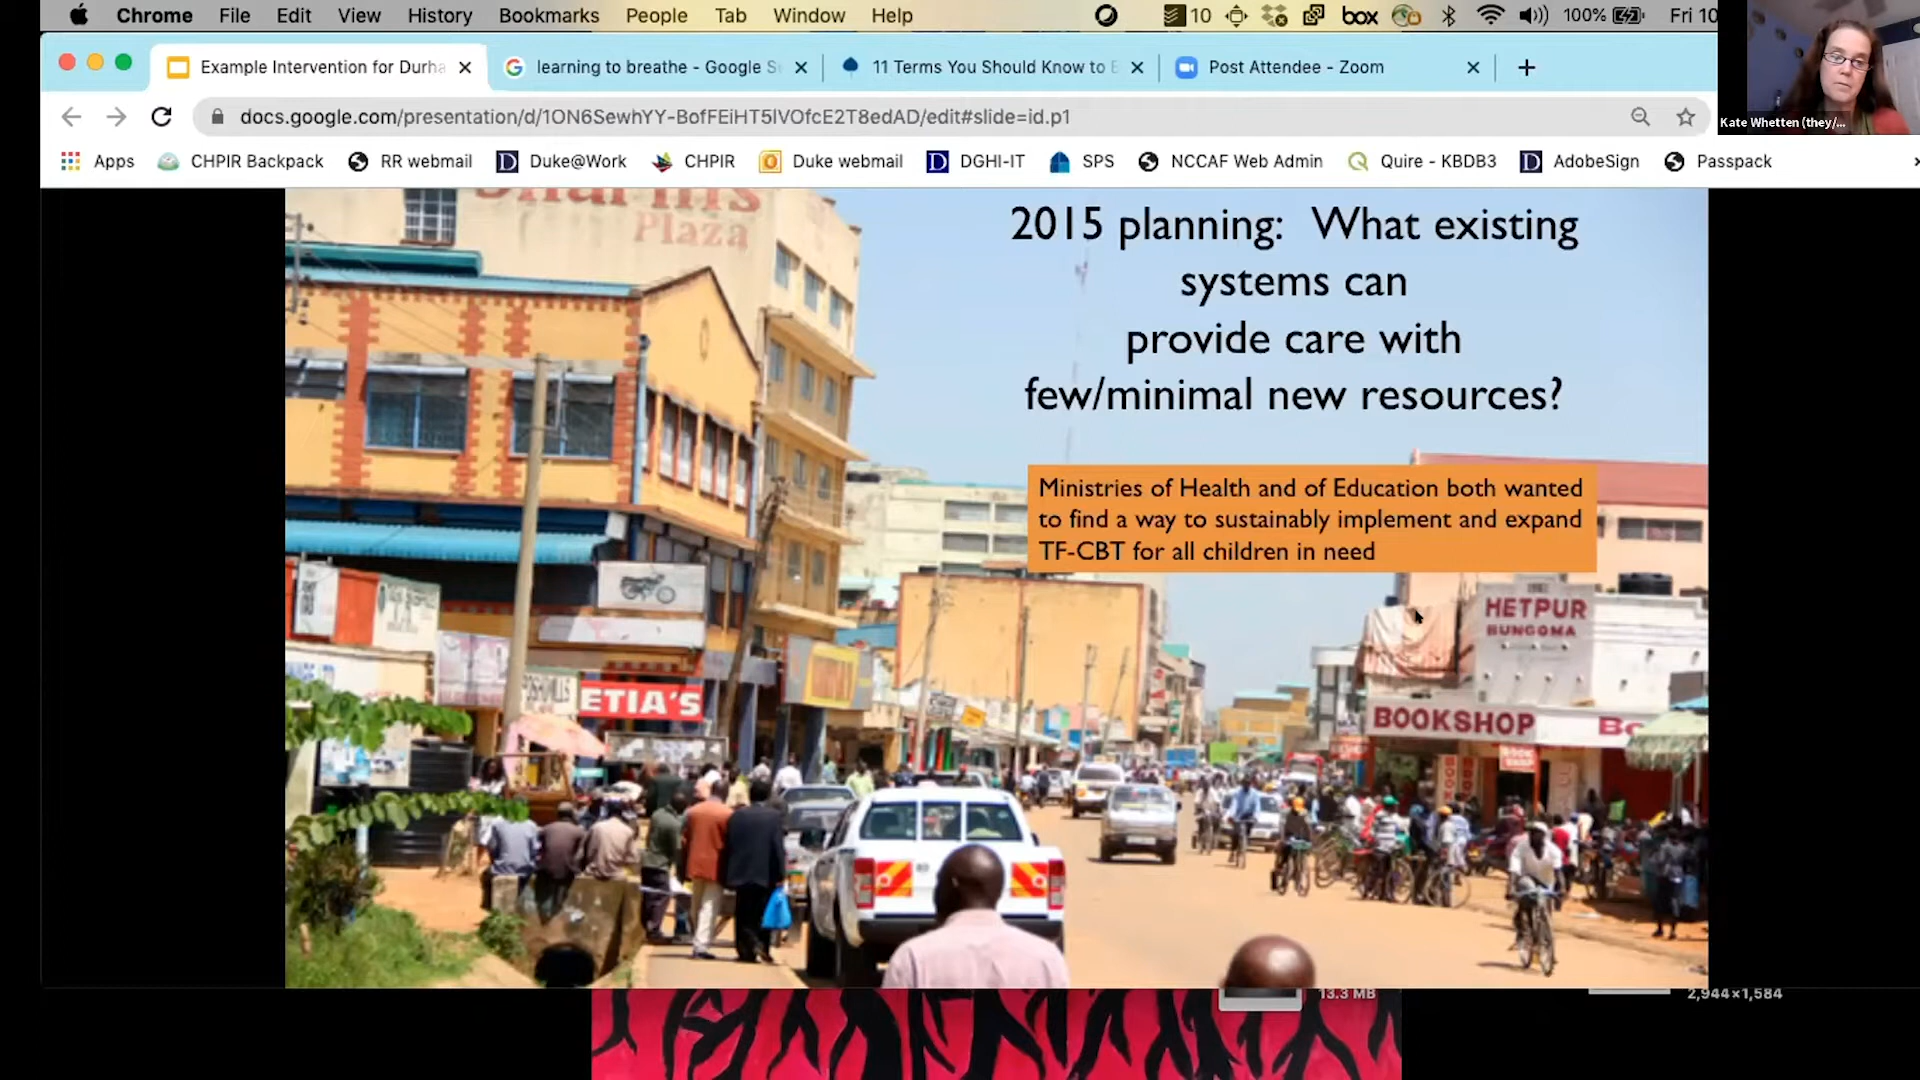 Chrome File Edit View History Bookmarks People Tab Window Help 10 box 100% Fri 10
Example Intervention for Durha learning to breathe - Google S 11 Terms You Should Know to Post Attendee - Zoom
docs.google.com/presentation/d/1ON6SewhYY-BofFEiHT5lVOfcE2T8edAD/edit#slide=id.p1
Kate Whetten (they/...
Apps CHPIR Backpack RR webmail Duke@Work CHPIR Duke webmail DGHI-IT SPS NCCAF Web Admin Quire - KBDB3 AdobeSign Passpack
Plaza
2015 planning: What existing
systems can
provide care with
few/minimal new resources?
Ministries of Health and of Education both wanted
to find a way to sustainably implement and expand
TF-CBT for all children in need
HETPUR
BUNGOMA
ETIA'S
BOOKSHOP
13.3 MB
2,944×1,584